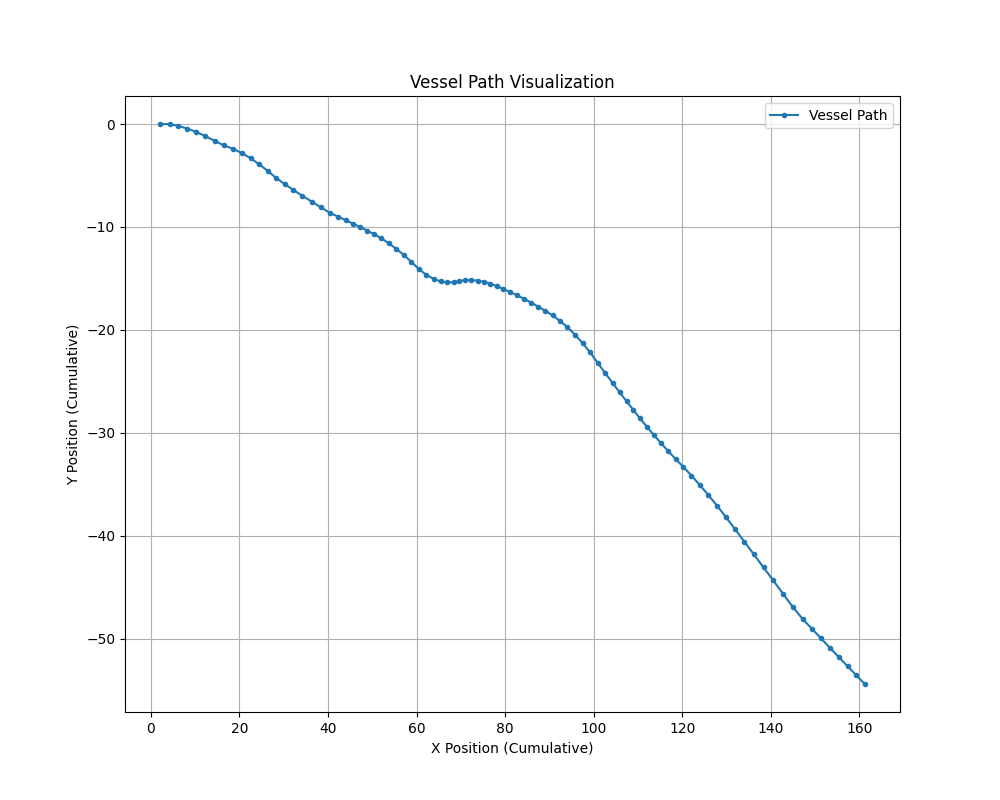 Vessel Path Visualization
Vessel Path
0
−10
−20
−30
−40
−50
Y Position (Cumulative)
0 20 40 60 80 100 120 140 160
X Position (Cumulative)